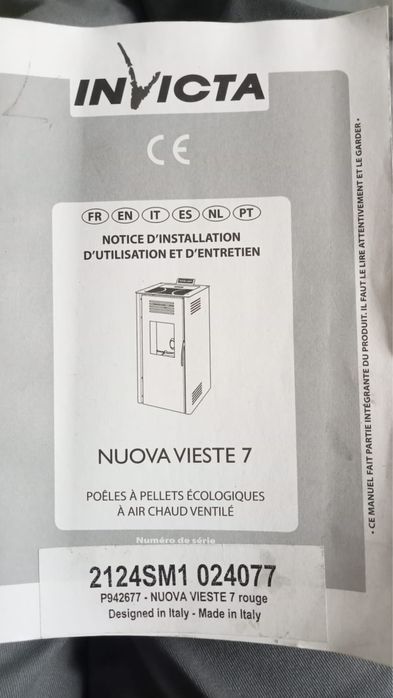 INVICTA
CE
FR EN IT ES NL PT
NOTICE D'INSTALLATION
D'UTILISATION ET D'ENTRETIEN
NUOVA VIESTE 7
POÊLES À PELLETS ÉCOLOGIQUES
À AIR CHAUD VENTILÉ
Numéro de série
2124SM1 024077
P942677 - NUOVA VIESTE 7 rouge
Designed in Italy - Made in Italy
• CE MANUEL FAIT PARTIE INTÉGRANTE DU PRODUIT. IL FAUT LE LIRE ATTENTIVEMENT ET LE GARDER •